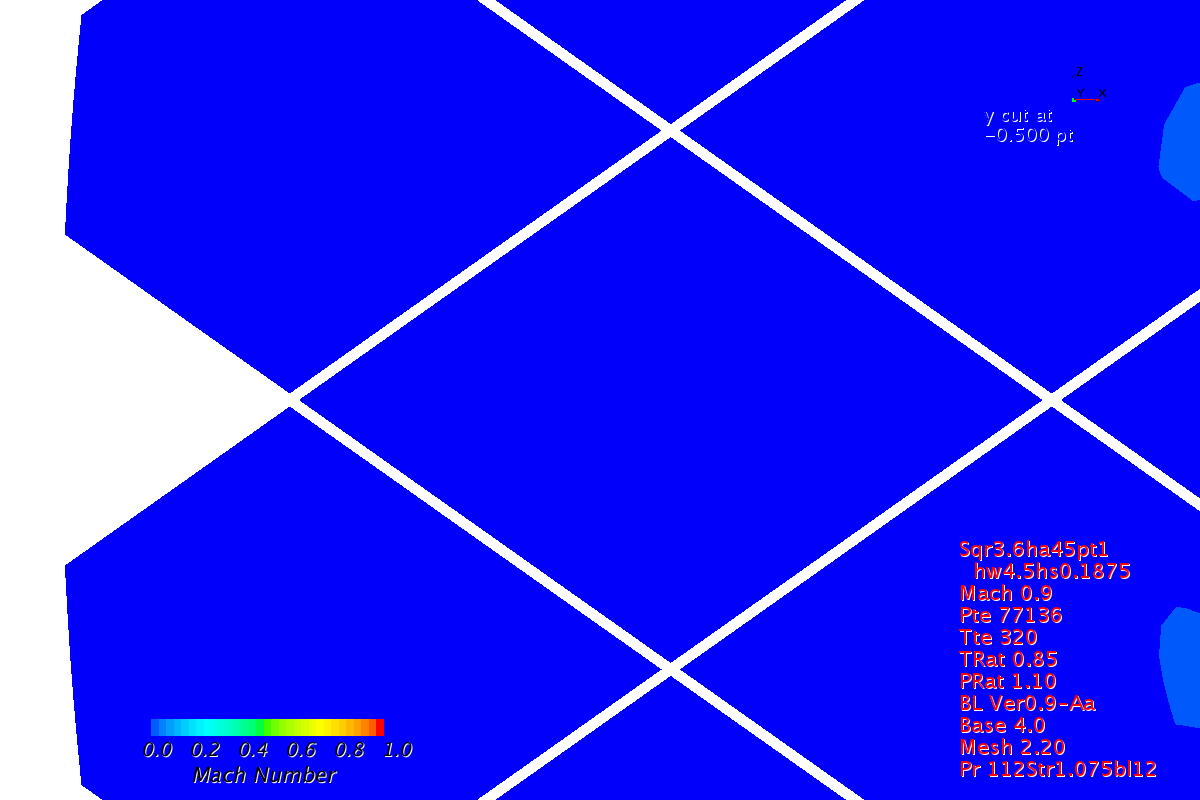 Z
Y X
y cut at
−0.500 pt
Sqr3.6ha45pt1
hw4.5hs0.1875
Mach 0.9
Pte 77136
Tte 320
TRat 0.85
PRat 1.10
BL Ver0.9−Aa
Base 4.0
Mesh 2.20
Pr 112Str1.075bl12
0.0 0.2 0.4 0.6 0.8 1.0
Mach Number